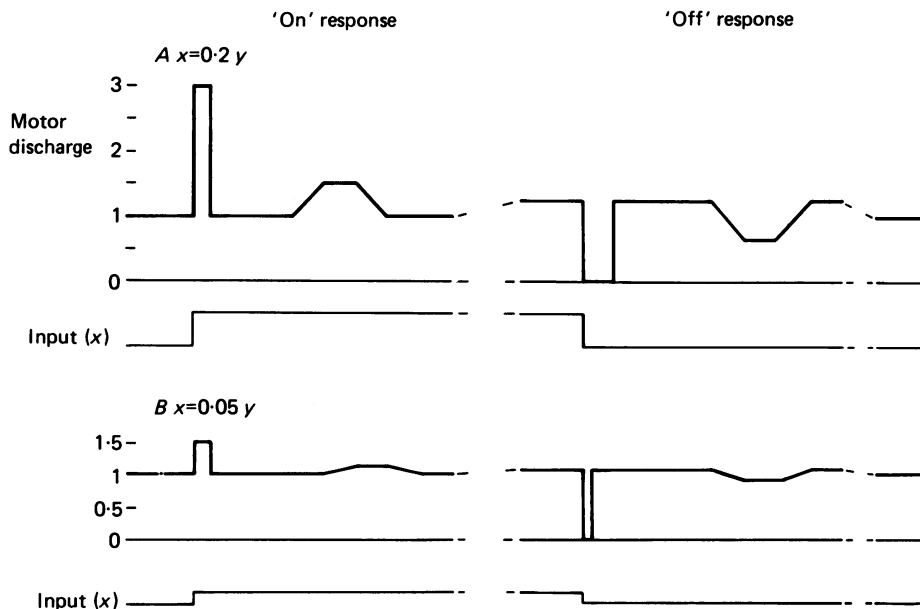 'On' response
'Off' response
A x=0·2 y
3
Motor
discharge
2
1
0
Input (x)
B x=0·05 y
1·5
1
0·5
0
Input (x)